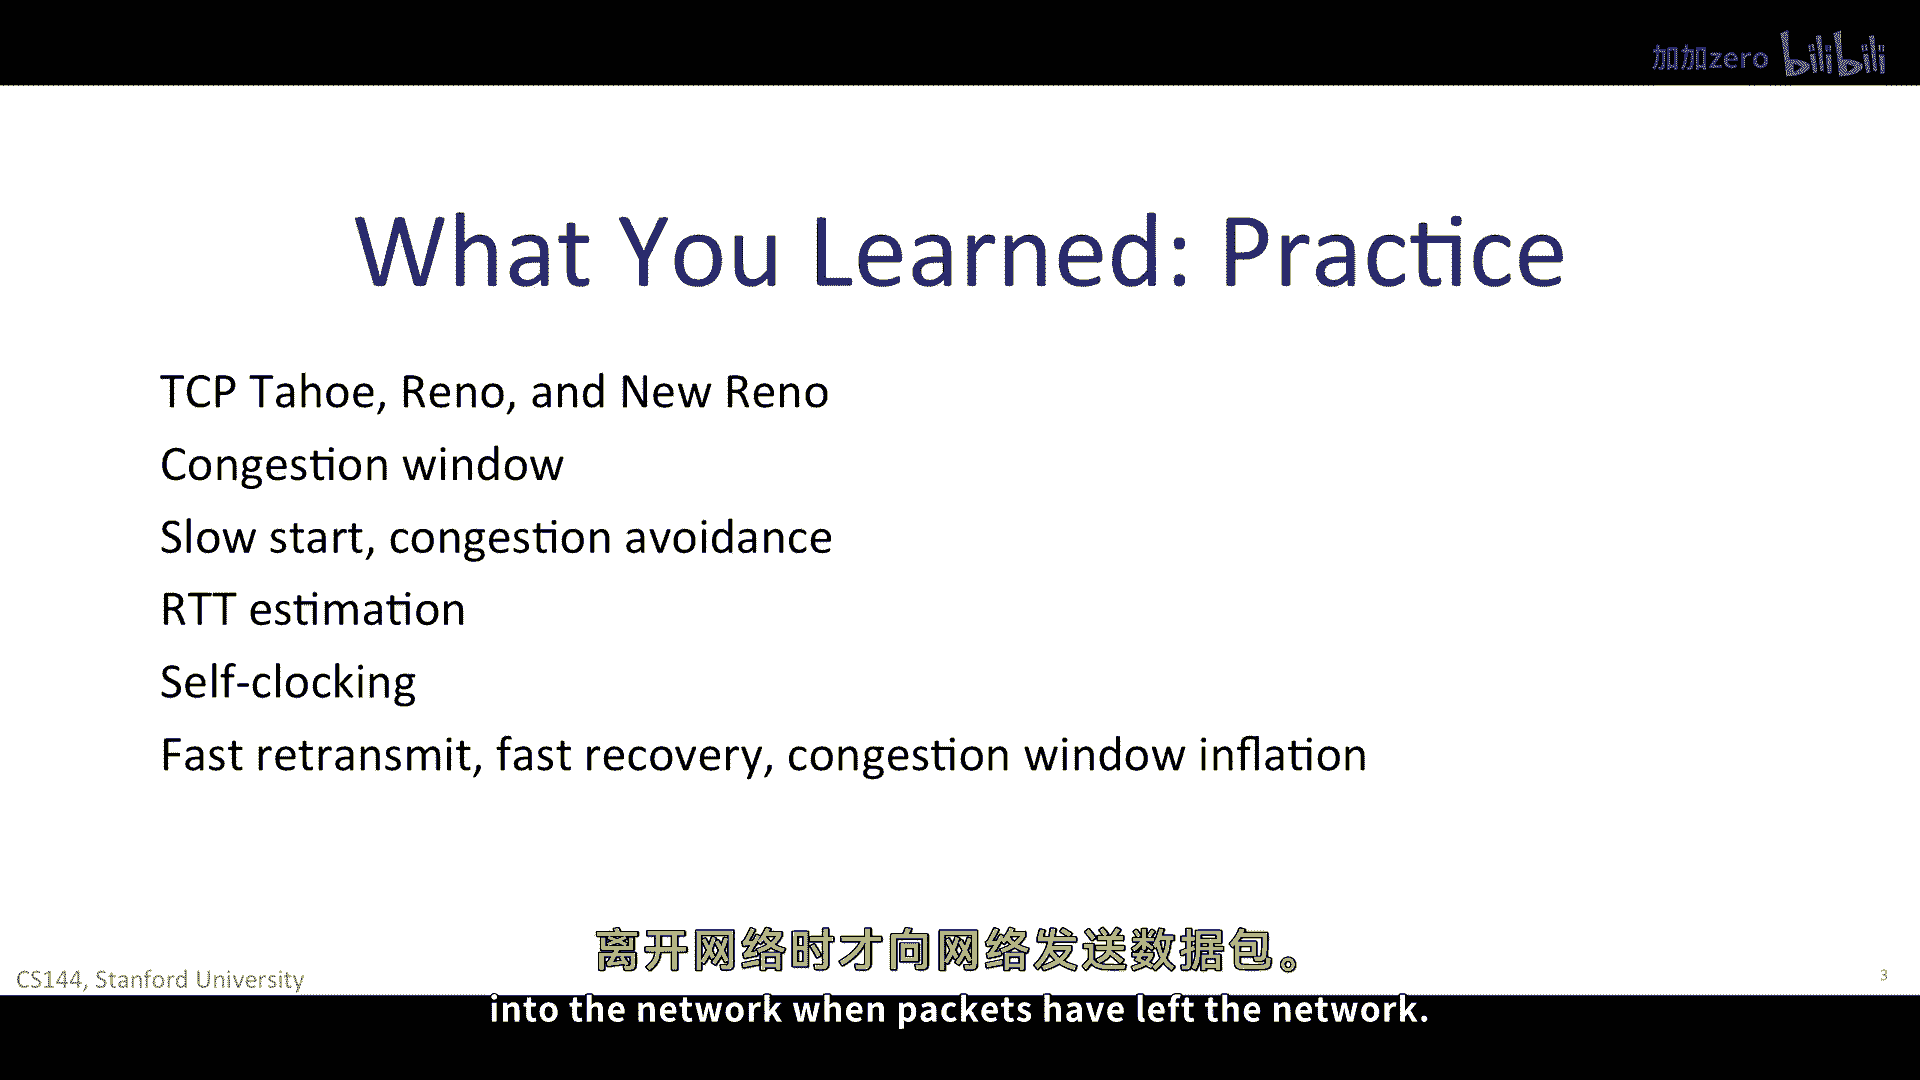 加加zero bilibili
What You Learned: Practice
TCP Tahoe, Reno, and New Reno
Congestion window
Slow start, congestion avoidance
RTT estimation
Self-clocking
Fast retransmit, fast recovery, congestion window inflation
离开网络时才向网络发送数据包。
CS144, Stanford University
3
into the network when packets have left the network.